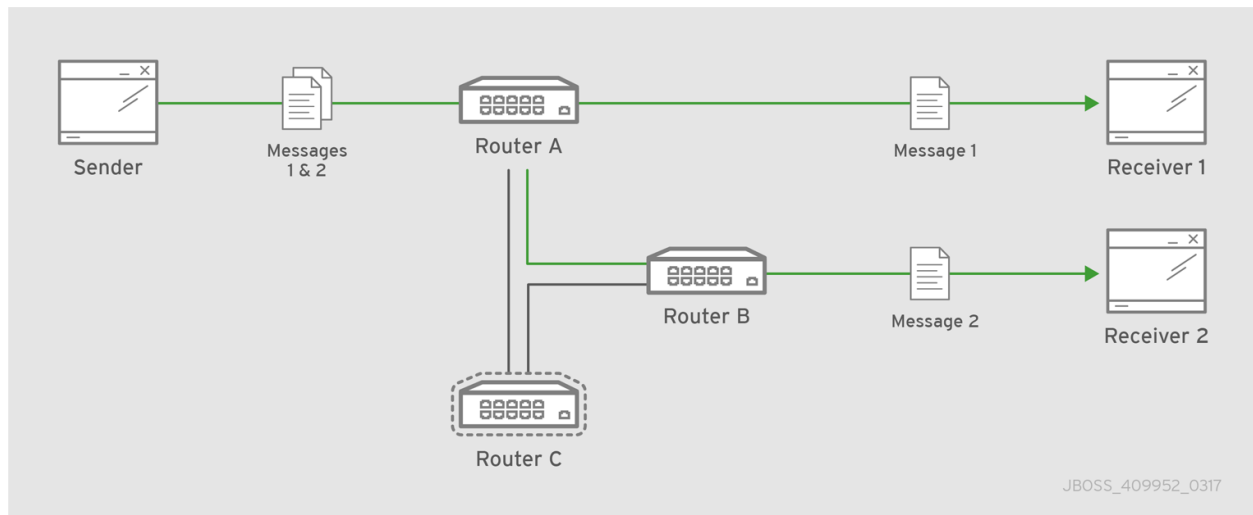 Sender
Messages
1 & 2
Router A
Message 1
Receiver 1
Router B
Message 2
Receiver 2
Router C
JBOSS_409952_0317